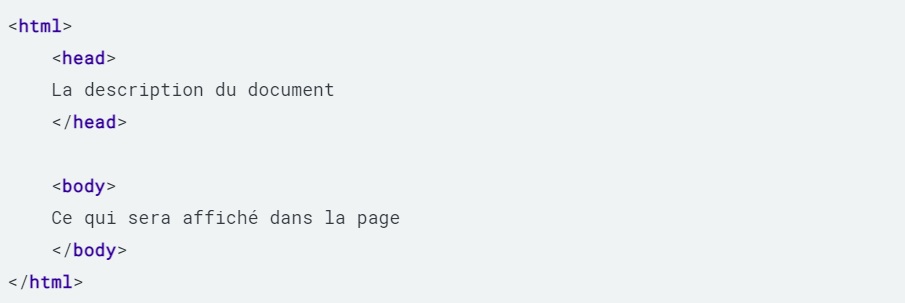 <html>
<head>
La description du document
</head>
<body>
Ce qui sera affiché dans la page
</body>
</html>